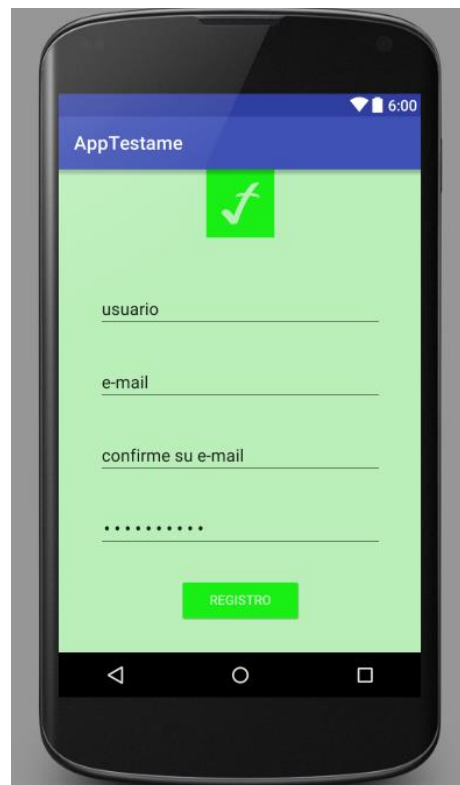 6:00
AppTestame
usuario
e-mail
confirme su e-mail
••••••••••
REGISTRO